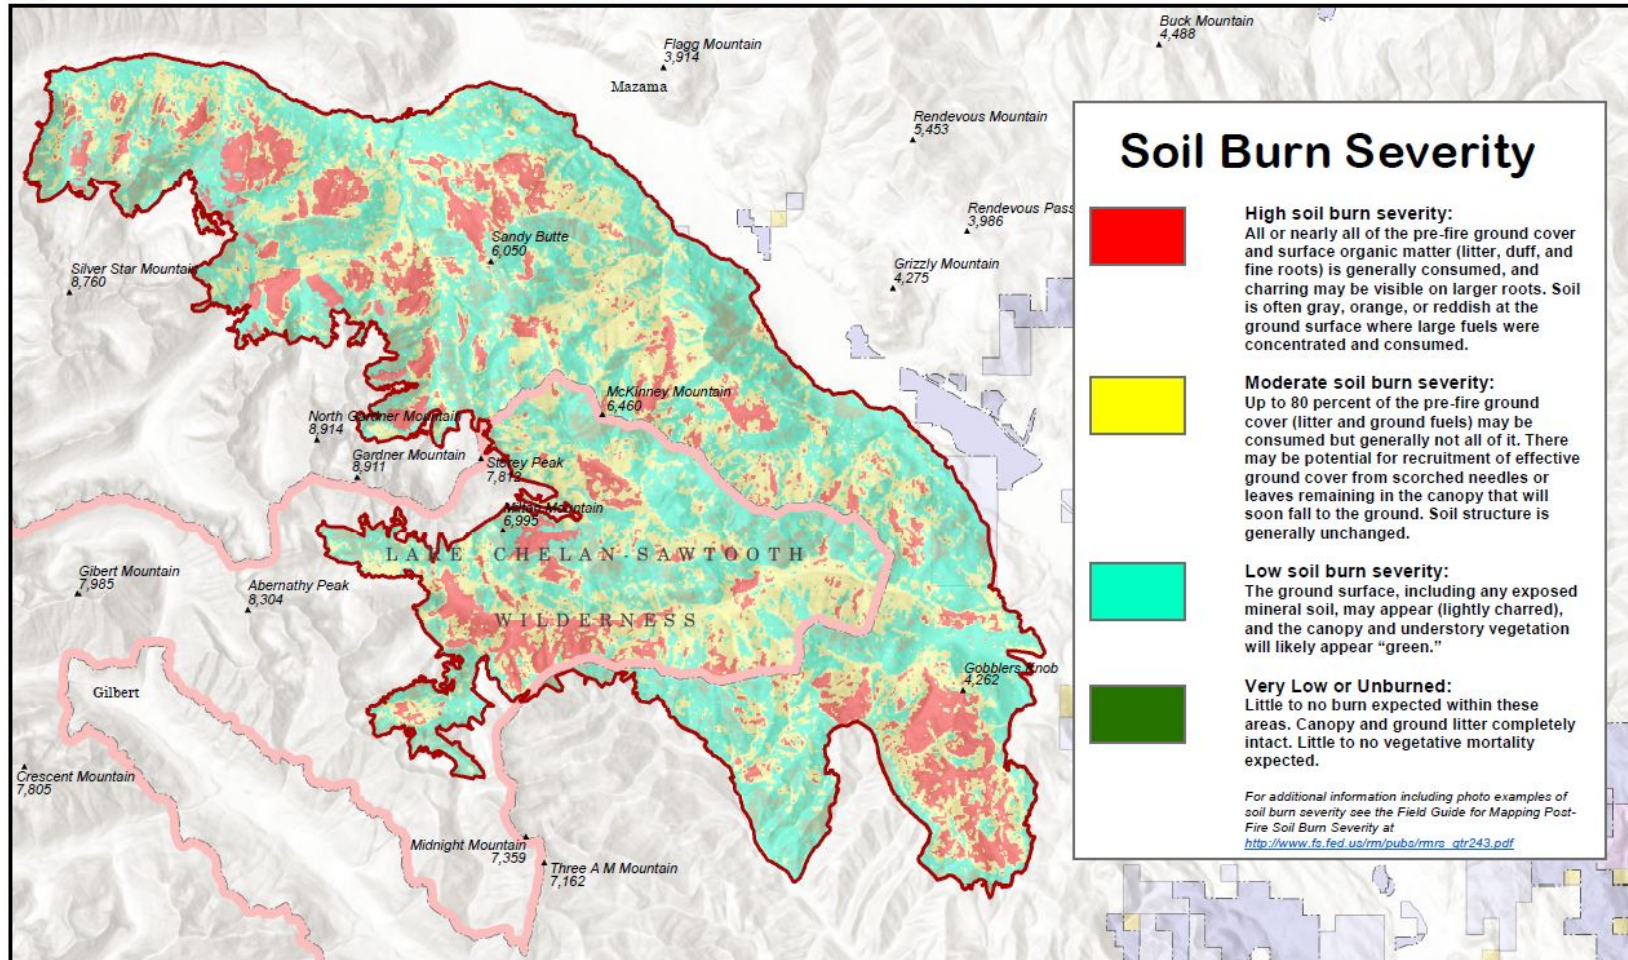 Buck Mountain
4,488
Flagg Mountain
3,914
Mazama
Rendevous Mountain
5,453
Rendevous Pass
3,986
Sandy Butte
6,050
Silver Star Mountain
8,760
Grizzly Mountain
4,275
McKinney Mountain
6,460
North Gardner Mountain
8,914
Gardner Mountain
8,911
Storey Peak
7,812
Milton Mountain
6,995
LAKE CHELAN-SAWTOOTH
WILDERNESS
Gibert Mountain
7,985
Abernathy Peak
8,304
Gobblers Knob
4,262
Gilbert
Crescent Mountain
7,805
Midnight Mountain
7,359
Three A M Mountain
7,162
Soil Burn Severity
High soil burn severity:
All or nearly all of the pre-fire ground cover
and surface organic matter (litter, duff, and
fine roots) is generally consumed, and
charring may be visible on larger roots. Soil
is often gray, orange, or reddish at the
ground surface where large fuels were
concentrated and consumed.
Moderate soil burn severity:
Up to 80 percent of the pre-fire ground
cover (litter and ground fuels) may be
consumed but generally not all of it. There
may be potential for recruitment of effective
ground cover from scorched needles or
leaves remaining in the canopy that will
soon fall to the ground. Soil structure is
generally unchanged.
Low soil burn severity:
The ground surface, including any exposed
mineral soil, may appear (lightly charred),
and the canopy and understory vegetation
will likely appear “green.”
Very Low or Unburned:
Little to no burn expected within these
areas. Canopy and ground litter completely
intact. Little to no vegetative mortality
expected.
For additional information including photo examples of
soil burn severity see the Field Guide for Mapping Post-
Fire Soil Burn Severity at
http://www.fs.fed.us/rm/pubs/rmrs_gtr243.pdf